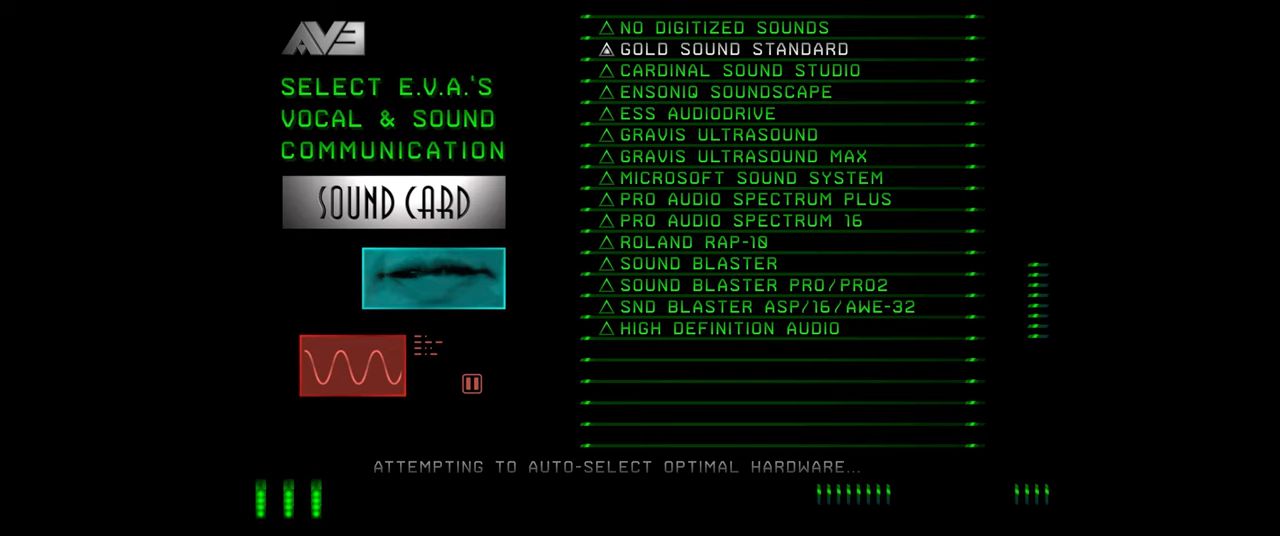 AV3
SELECT E.V.A.'S
VOCAL & SOUND
COMMUNICATION
SOUND CARD
NO DIGITIZED SOUNDS
GOLD SOUND STANDARD
CARDINAL SOUND STUDIO
ENSONIQ SOUNDSCAPE
ESS AUDIODRIVE
GRAVIS ULTRASOUND
GRAVIS ULTRASOUND MAX
MICROSOFT SOUND SYSTEM
PRO AUDIO SPECTRUM PLUS
PRO AUDIO SPECTRUM 16
ROLAND RAP-10
SOUND BLASTER
SOUND BLASTER PRO/PRO2
SND BLASTER ASP/16/AWE-32
HIGH DEFINITION AUDIO
ATTEMPTING TO AUTO-SELECT OPTIMAL HARDWARE...